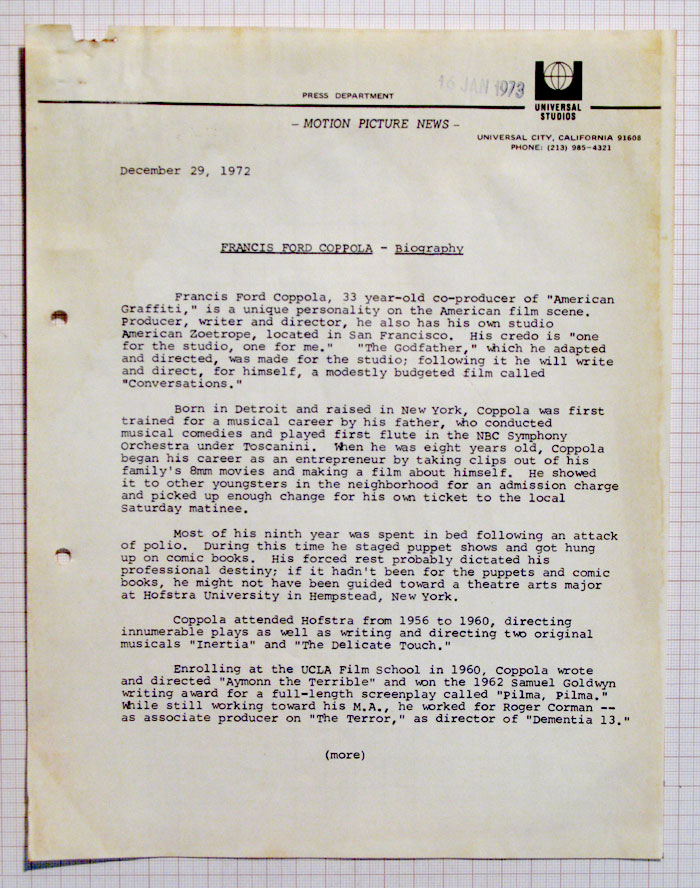 16 JAN 1973
PRESS DEPARTMENT
UNIVERSAL
STUDIOS
- MOTION PICTURE NEWS -
UNIVERSAL CITY, CALIFORNIA 91608
PHONE: (213) 985-4321
December 29, 1972
FRANCIS FORD COPPOLA - Biography
Francis Ford Coppola, 33 year-old co-producer of "American
Graffiti," is a unique personality on the American film scene.
Producer, writer and director, he also has his own studio
American Zoetrope, located in San Francisco. His credo is "one
for the studio, one for me." "The Godfather," which he adapted
and directed, was made for the studio; following it he will write
and direct, for himself, a modestly budgeted film called
"Conversations."
Born in Detroit and raised in New York, Coppola was first
trained for a musical career by his father, who conducted
musical comedies and played first flute in the NBC Symphony
Orchestra under Toscanini. When he was eight years old, Coppola
began his career as an entrepreneur by taking clips out of his
family's 8mm movies and making a film about himself. He showed
it to other youngsters in the neighborhood for an admission charge
and picked up enough change for his own ticket to the local
Saturday matinee.
Most of his ninth year was spent in bed following an attack
of polio. During this time he staged puppet shows and got hung
up on comic books. His forced rest probably dictated his
professional destiny; if it hadn't been for the puppets and comic
books, he might not have been guided toward a theatre arts major
at Hofstra University in Hempstead, New York.
Coppola attended Hofstra from 1956 to 1960, directing
innumerable plays as well as writing and directing two original
musicals "Inertia" and "The Delicate Touch."
Enrolling at the UCLA Film School in 1960, Coppola wrote
and directed "Aymonn the Terrible" and won the 1962 Samuel Goldwyn
writing award for a full-length screenplay called "Pilma, Pilma."
While still working toward his M.A., he worked for Roger Corman --
as associate producer on "The Terror," as director of "Dementia 13."
(more)